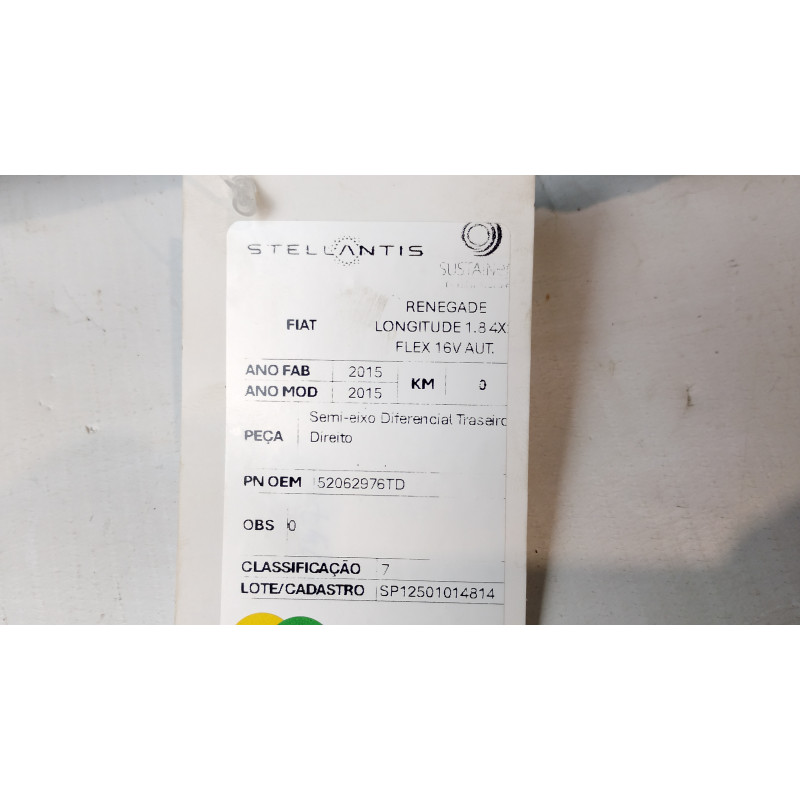 STELLANTIS
SUSTAIN
RENEGADE
FIAT LONGITUDE 1.8 4X
FLEX 16V AUT.
ANO FAB 2015
KM 0
ANO MOD 2015
Semi-eixo Diferencial Traseiro
PEÇA Direito
PN OEM 52062976TD
OBS 0
CLASSIFICAÇÃO 7
LOTE/CADASTRO SP12501014814